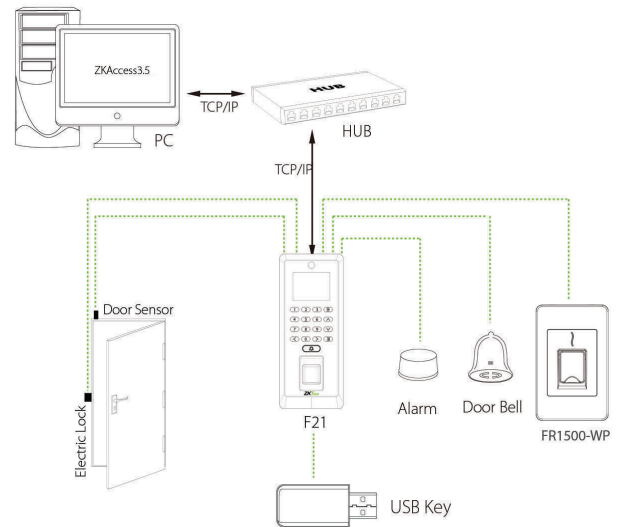 ZKAccess3.5
HUB
TCP/IP
PC
HUB
TCP/IP
Door Sensor
Electric Lock
F21
Alarm
Door Bell
FR1500-WP
USB Key